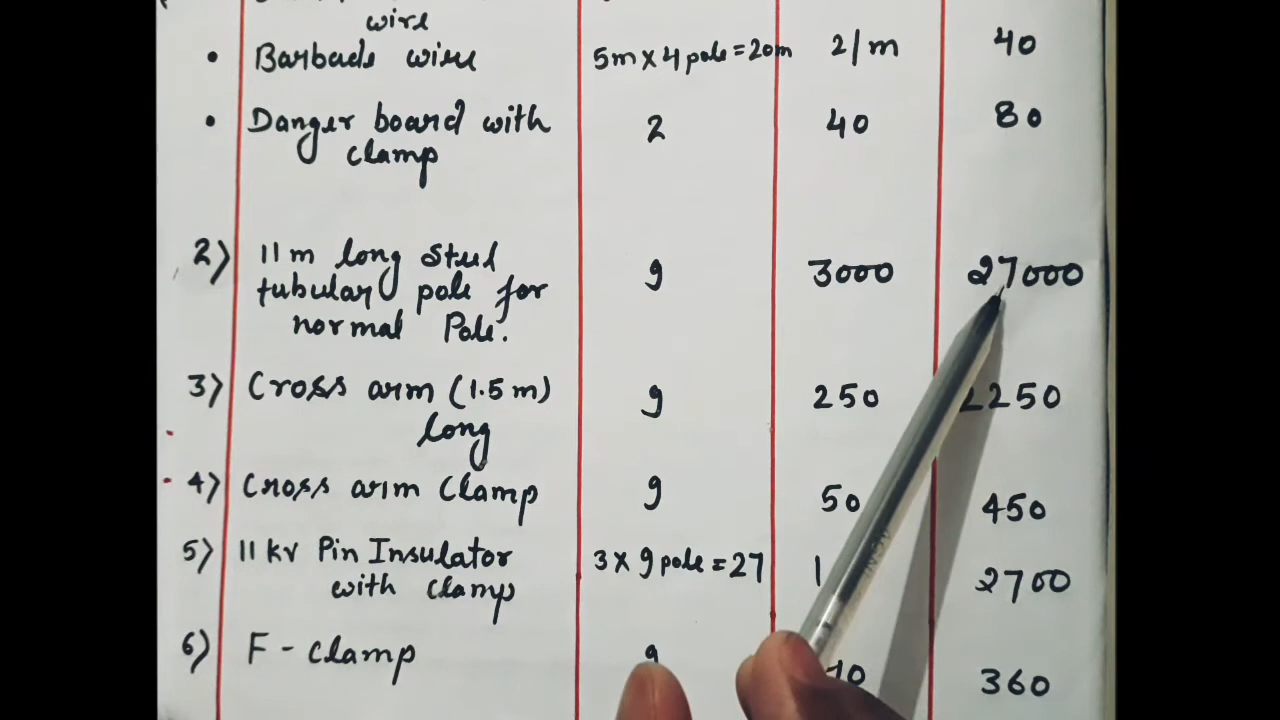 wire
• Barbade wire 5m x 4 pole = 20m 2/m 40
• Danger board with 2 40 80
clamp
2) 11m long Steel 9 3000 27000
tubular pole for
normal Pole.
3) Cross arm (1.5 m) 9 250 2250
long
4) Cross arm Clamp 9 50 450
5) 11 kv Pin Insulator 3 x 9 pole = 27 2700
with clamp
6) F - clamp 9 360